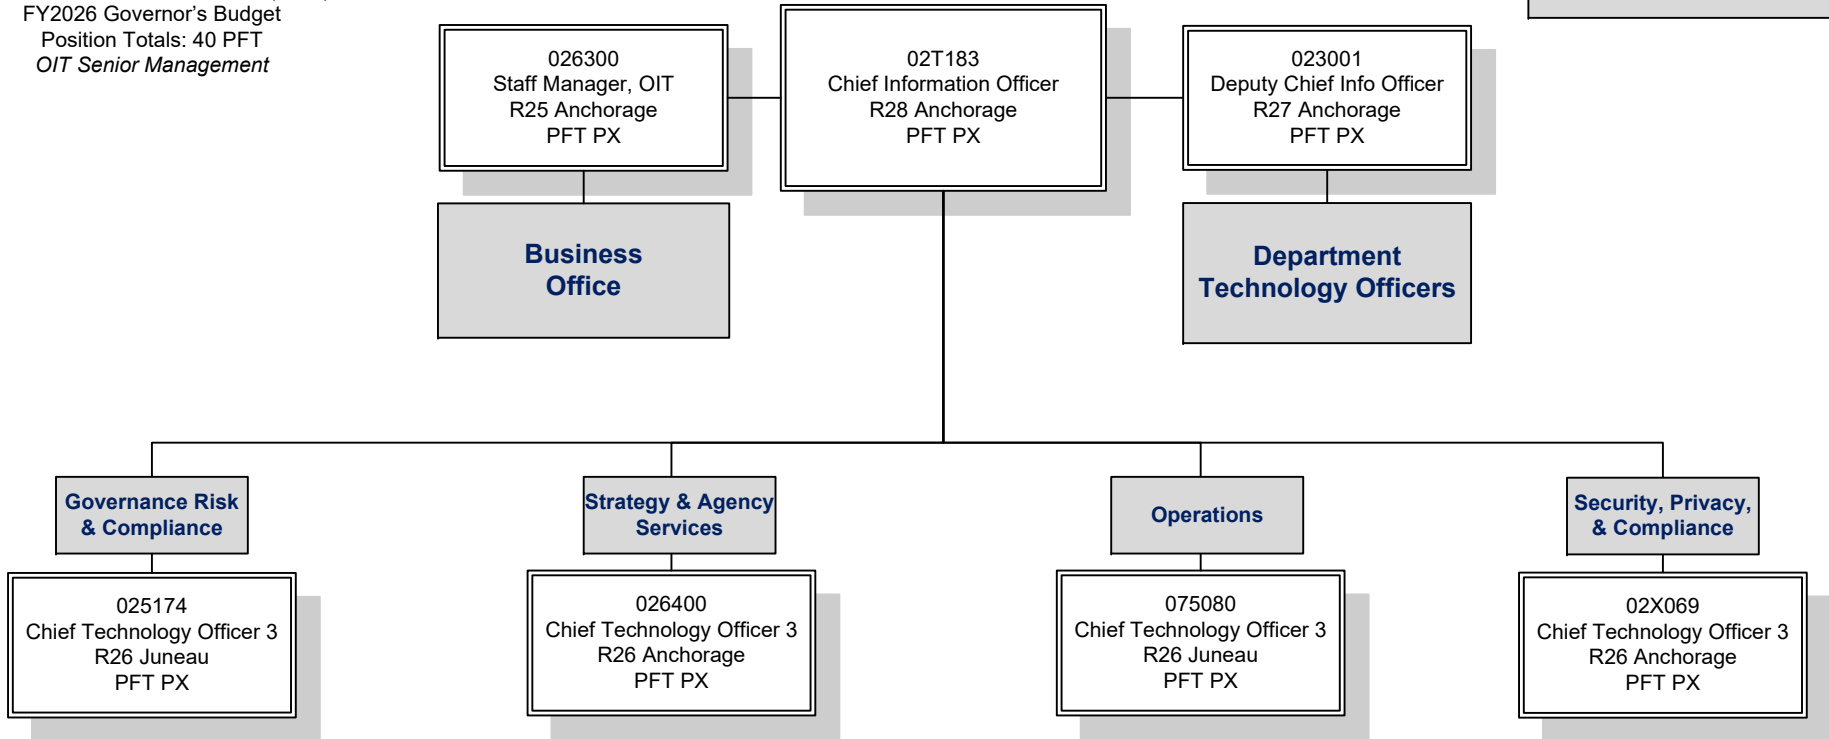 FY2026 Governor's Budget
Position Totals: 40 PFT
OIT Senior Management
026300
Staff Manager, OIT
R25 Anchorage
PFT PX
02T183
Chief Information Officer
R28 Anchorage
PFT PX
023001
Deputy Chief Info Officer
R27 Anchorage
PFT PX
Business
Office
Department
Technology Officers
Governance Risk
& Compliance
Strategy & Agency
Services
Operations
Security, Privacy,
& Compliance
025174
Chief Technology Officer 3
R26 Juneau
PFT PX
026400
Chief Technology Officer 3
R26 Anchorage
PFT PX
075080
Chief Technology Officer 3
R26 Juneau
PFT PX
02X069
Chief Technology Officer 3
R26 Anchorage
PFT PX